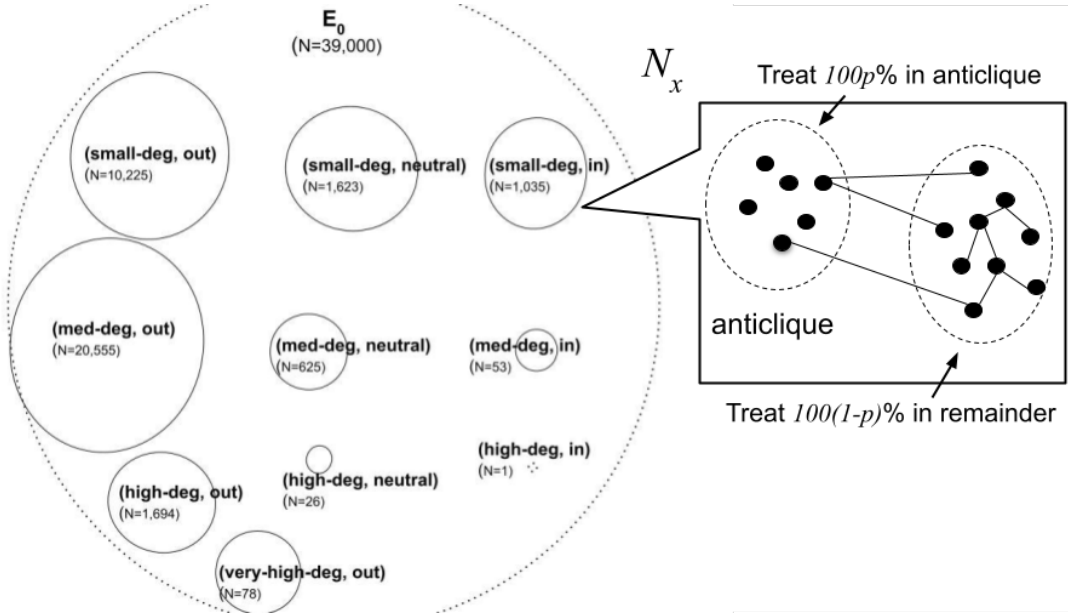 E0
(N=39,000)
(small-deg, out)
(N=10,225)
(small-deg, neutral)
(N=1,623)
(small-deg, in)
(N=1,035)
(med-deg, out)
(N=20,555)
(med-deg, neutral)
(N=625)
(med-deg, in)
(N=53)
(high-deg, out)
(N=1,694)
(high-deg, neutral)
(N=26)
(high-deg, in)
(N=1)
(very-high-deg, out)
(N=78)
Nx
Treat 100p% in anticlique
anticlique
Treat 100(1-p)% in remainder